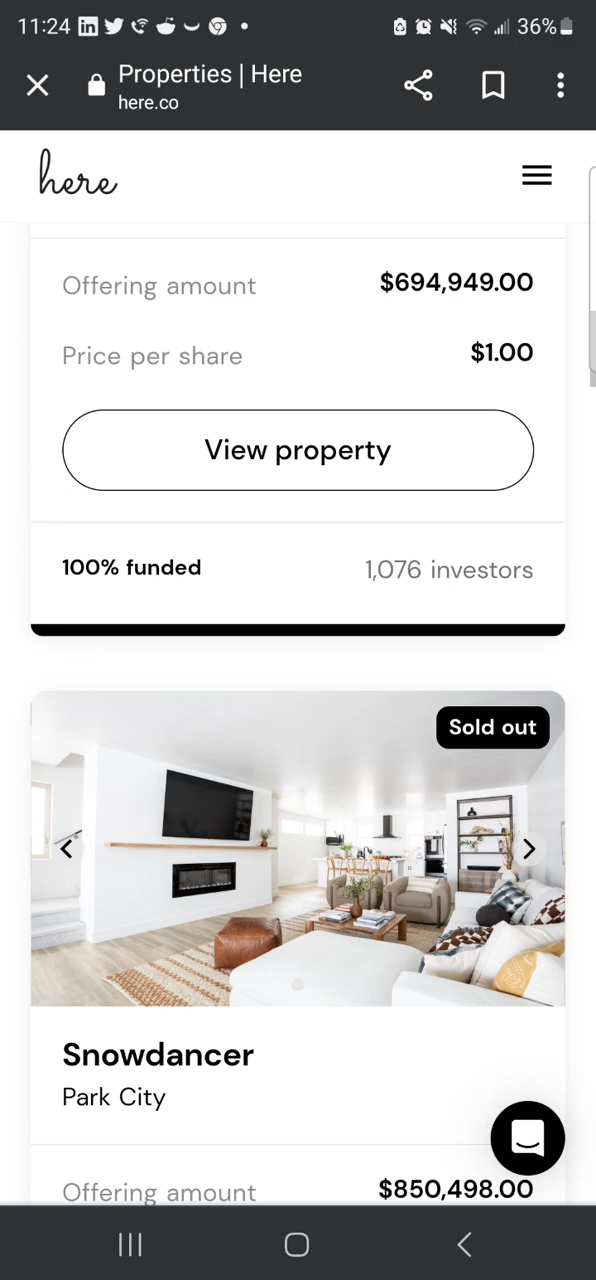 11:24 36%
Properties | Here
here.co
here
Offering amount $694,949.00
Price per share $1.00
View property
100% funded 1,076 investors
Sold out
Snowdancer
Park City
Offering amount $850,498.00